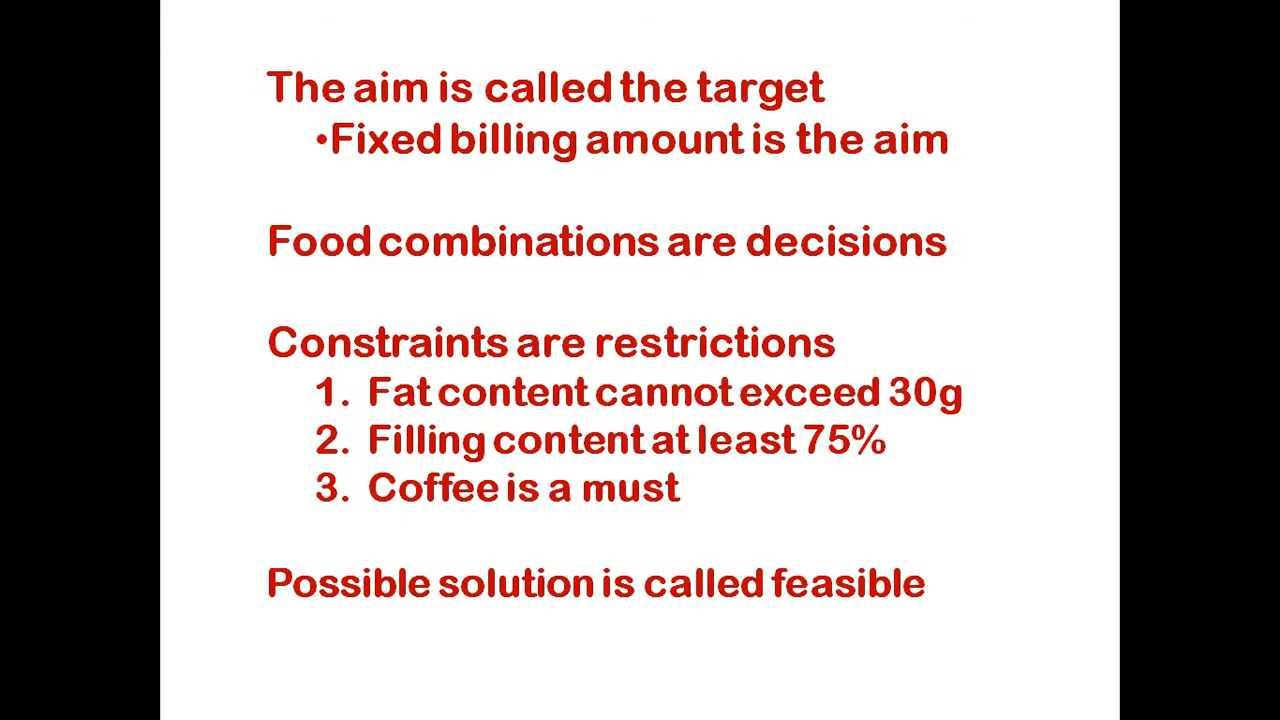 The aim is called the target
•Fixed billing amount is the aim
Food combinations are decisions
Constraints are restrictions
1. Fat content cannot exceed 30g
2. Filling content at least 75%
3. Coffee is a must
Possible solution is called feasible